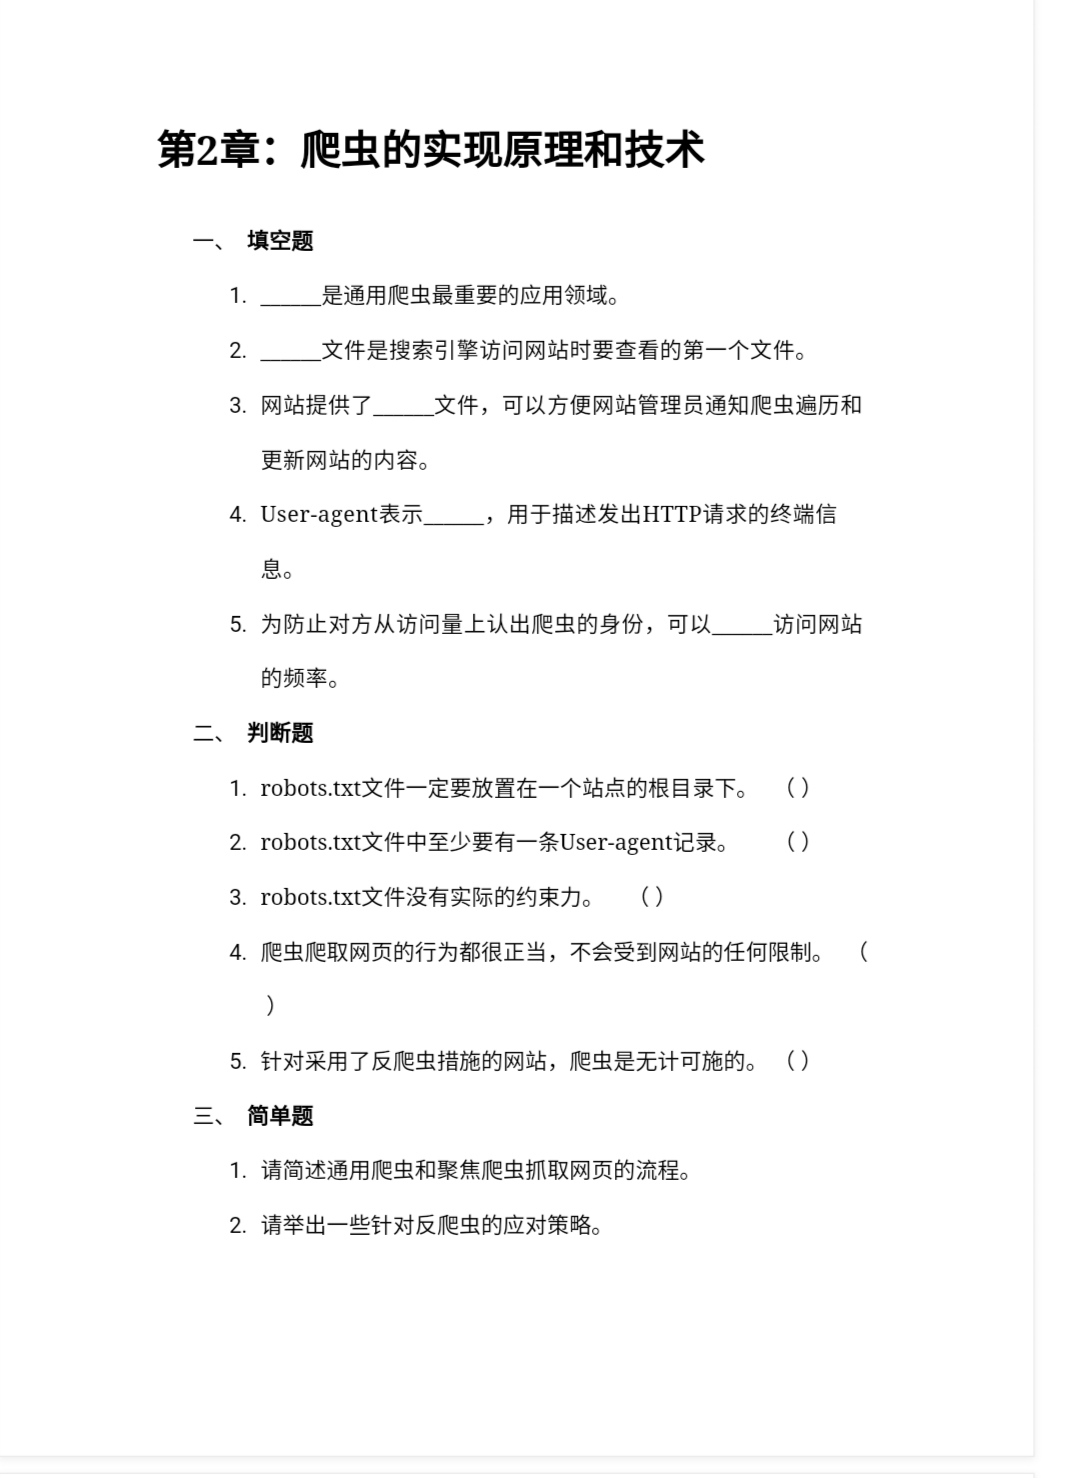 第2章：爬虫的实现原理和技术
一、 填空题
1. ______是通用爬虫最重要的应用领域。
2. ______文件是搜索引擎访问网站时要查看的第一个文件。
3. 网站提供了______文件，可以方便网站管理员通知爬虫遍历和
更新网站的内容。
4. User-agent表示______，用于描述发出HTTP请求的终端信
息。
5. 为防止对方从访问量上认出爬虫的身份，可以______访问网站
的频率。
二、 判断题
1. robots.txt文件一定要放置在一个站点的根目录下。 （ ）
2. robots.txt文件中至少要有一条User-agent记录。 （ ）
3. robots.txt文件没有实际的约束力。 （ ）
4. 爬虫爬取网页的行为都很正当，不会受到网站的任何限制。 （
）
5. 针对采用了反爬虫措施的网站，爬虫是无计可施的。 （ ）
三、 简单题
1. 请简述通用爬虫和聚焦爬虫抓取网页的流程。
2. 请举出一些针对反爬虫的应对策略。